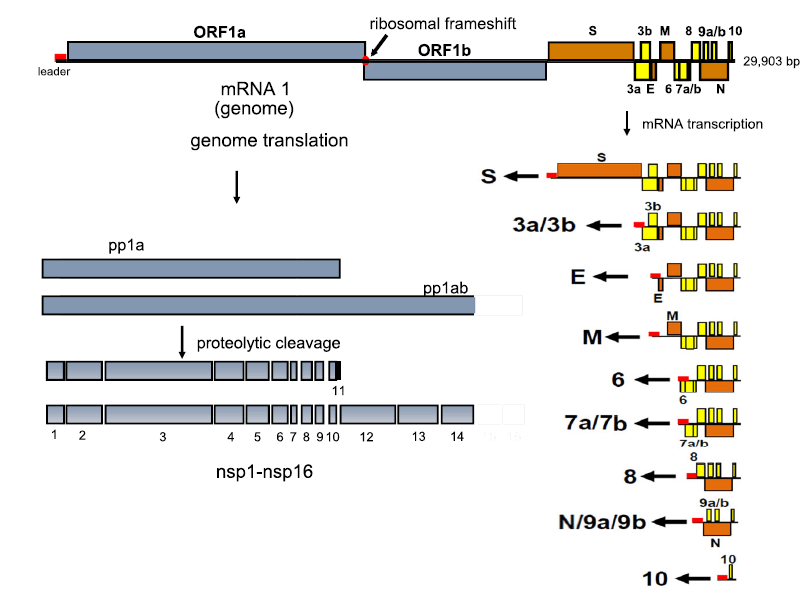 ribosomal frameshift
ORF1a
ORF1b
S
3b M 8 9a/b 10
leader
29,903 bp
3a E 6 7a/b N
mRNA 1
(genome)
genome translation
mRNA transcription
S
S
3b
3a/3b
3a
pp1a
E
E
pp1ab
M
M
proteolytic cleavage
6
6
11
7a/7b
7a/b
1 2 3 4 5 6 7 8 9 10 12 13 14 15 16
nsp1-nsp16
8
8
9a/b
N/9a/9b
N
10
10